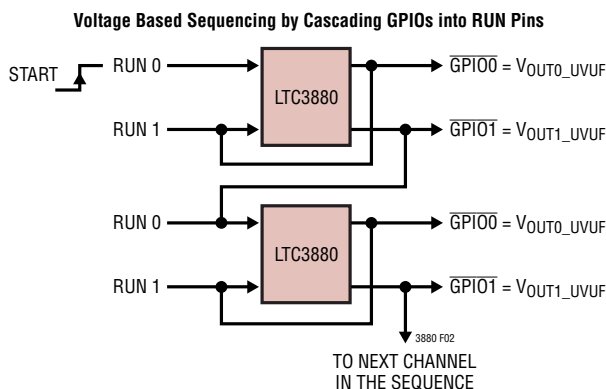 Voltage Based Sequencing by Cascading GPIOs into RUN Pins
START
RUN 0
LTC3880
GPIO0 = VOUT0_UVUF
RUN 1
GPIO1 = VOUT1_UVUF
RUN 0
LTC3880
GPIO0 = VOUT0_UVUF
RUN 1
GPIO1 = VOUT1_UVUF
3880 F02
TO NEXT CHANNEL
IN THE SEQUENCE